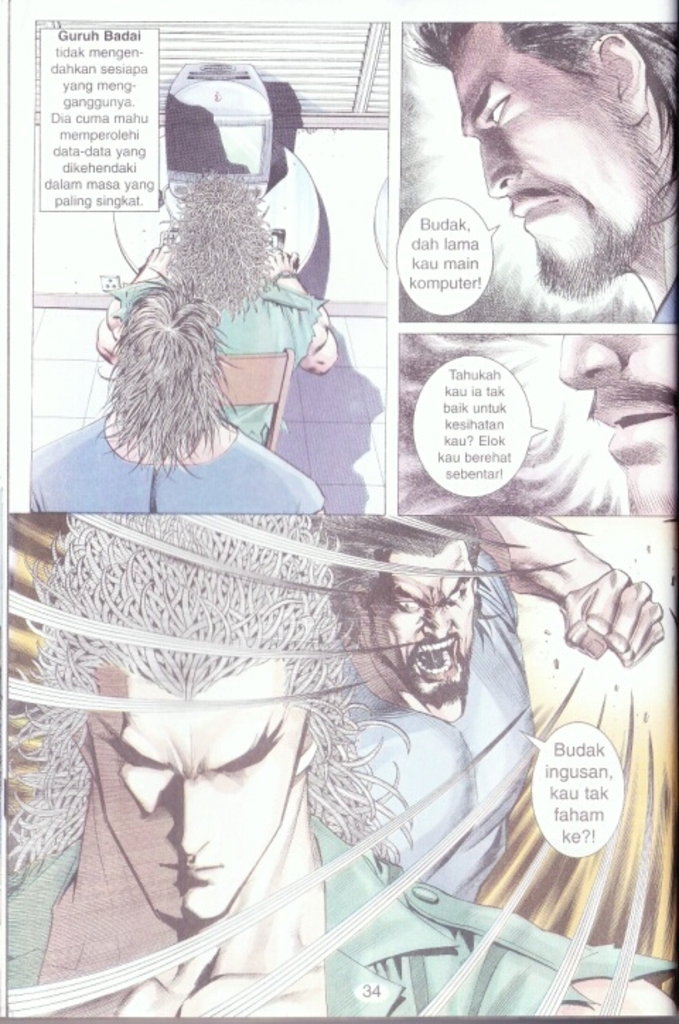 Guruh Badai
tidak mengen-
dahkan sesiapa
yang meng-
ganggunya.
Dia cuma mahu
memperolehi
data-data yang
dikehendaki
dalam masa yang
paling singkat.
Budak,
dah lama
kau main
komputer!
Tahukah
kau ia tak
baik untuk
kesihatan
kau? Elok
kau berehat
sebentar!
Budak
ingusan,
kau tak
faham
ke?!
34